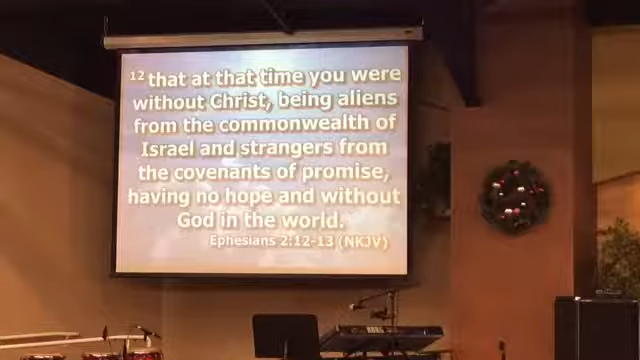 12 that at that time you were
without Christ, being aliens
from the commonwealth of
Israel and strangers from
the covenants of promise,
having no hope and without
God in the world.
Ephesians 2:12-13 (NKJV)
KORG